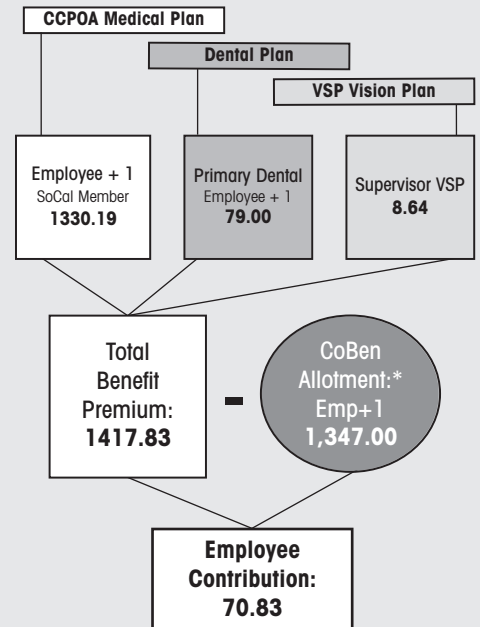 CCPOA Medical Plan
Dental Plan
VSP Vision Plan
Employee + 1
SoCal Member
1330.19
Primary Dental
Employee + 1
79.00
Supervisor VSP
8.64
Total
Benefit
Premium:
1417.83
-
CoBen
Allotment:*
Emp+1
1,347.00
Employee
Contribution:
70.83